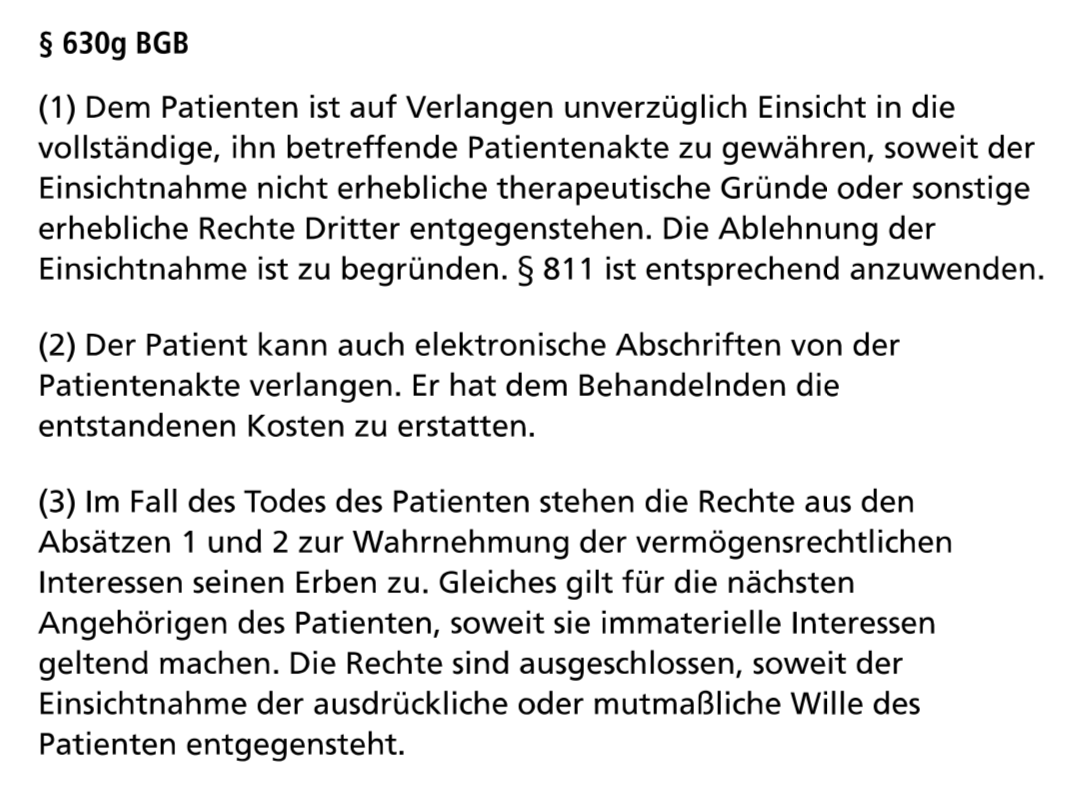 § 630g BGB
(1) Dem Patienten ist auf Verlangen unverzüglich Einsicht in die
vollständige, ihn betreffende Patientenakte zu gewähren, soweit der
Einsichtnahme nicht erhebliche therapeutische Gründe oder sonstige
erhebliche Rechte Dritter entgegenstehen. Die Ablehnung der
Einsichtnahme ist zu begründen. § 811 ist entsprechend anzuwenden.
(2) Der Patient kann auch elektronische Abschriften von der
Patientenakte verlangen. Er hat dem Behandelnden die
entstandenen Kosten zu erstatten.
(3) Im Fall des Todes des Patienten stehen die Rechte aus den
Absätzen 1 und 2 zur Wahrnehmung der vermögensrechtlichen
Interessen seinen Erben zu. Gleiches gilt für die nächsten
Angehörigen des Patienten, soweit sie immaterielle Interessen
geltend machen. Die Rechte sind ausgeschlossen, soweit der
Einsichtnahme der ausdrückliche oder mutmaßliche Wille des
Patienten entgegensteht.